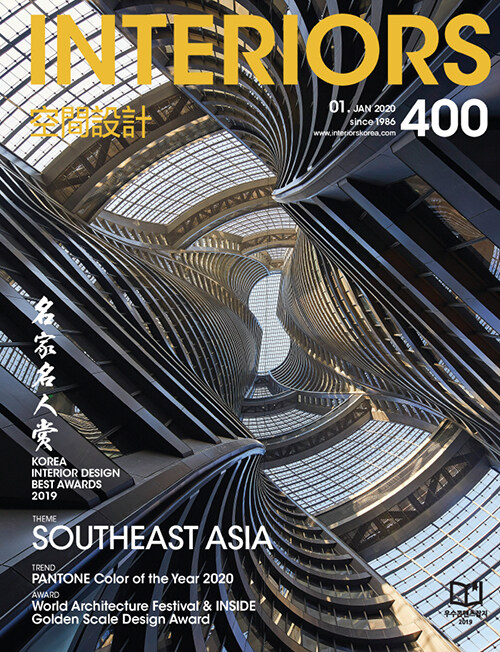 INTERIORS
空間設計
01. JAN 2020
since 1986
www.interiorskorea.com
400
名家名人賞
KOREA
INTERIOR DESIGN
BEST AWARDS
2019
THEME
SOUTHEAST ASIA
TREND
PANTONE Color of the Year 2020
AWARD
World Architecture Festival & INSIDE
Golden Scale Design Award
우수콘텐츠잡지
2019